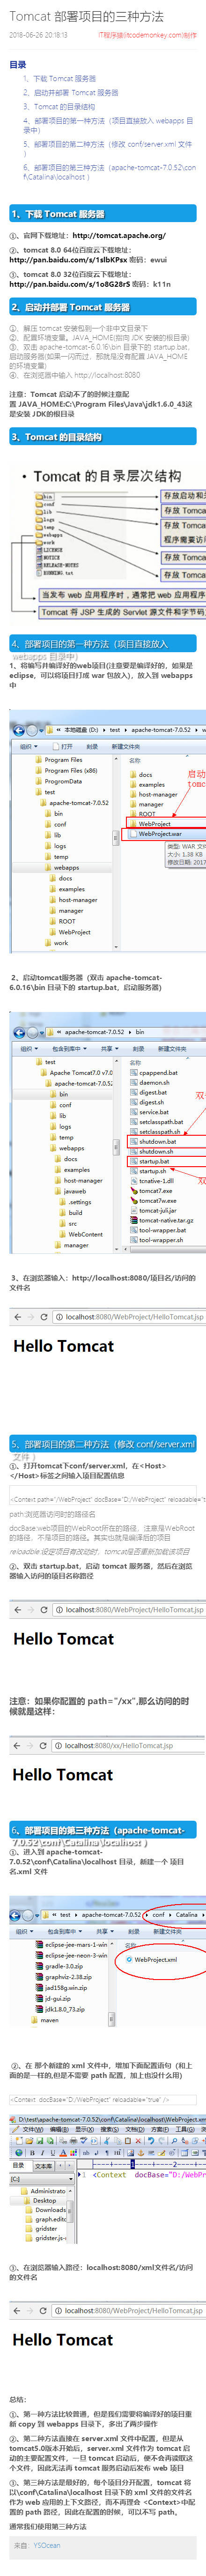 Tomcat 部署项目的三种方法
2018-06-26 20:18:13
IT程序猿(itcodemonkey.com)制作
目录
1、下载 Tomcat 服务器
2、启动并部署 Tomcat 服务器
3、Tomcat 的目录结构
4、部署项目的第一种方法（项目直接放入 webapps 目
录中）
5、部署项目的第二种方法（修改 conf/server.xml 文件
）
6、部署项目的第三种方法（apache-tomcat-7.0.52\con
f\Catalina\localhost ）
1、下载 Tomcat 服务器
①、官网下载地址：http://tomcat.apache.org/
②、tomcat 8.0 64位百度云下载地址：
http://pan.baidu.com/s/1slbKPsx 密码：ewui
③、tomcat 8.0 32位百度云下载地址：
http://pan.baidu.com/s/1o8G28rS 密码：k11n
2、启动并部署 Tomcat 服务器
①、解压 tomcat 安装包到一个非中文目录下
②、配置环境变量。JAVA_HOME(指向 JDK 安装的根目录)
③、双击 apache-tomcat-6.0.16\bin 目录下的 startup.bat,
启动服务器(如果一闪而过，那就是没有配置 JAVA_HOME
的环境变量)
④、在浏览器中输入 http://localhost:8080
注意：Tomcat 启动不了的时候注意配
置 JAVA_HOME:C:\Program Files\Java\jdk1.6.0_43这
是安装 JDK的根目录
3、Tomcat 的目录结构
• Tomcat 的目录层次结构
bin
conf
lib
logs
temp
webapps
work
LICENSE
NOTICE
RELEASE-NOTES
RUNNING.txt
存放启动和关
存放 Tomcat
存放 Tomcat
程序需要访
存放 Tomcat
当发布 web 应用程序时，通常把 web 应用程
Tomcat 将 JSP 生成的 Servlet 源文件和字节码文
4、部署项目的第一种方法（项目直接放入
webapps 目录中）
1、将编写并编译好的web项目(注意要是编译好的，如果是
eclipse，可以将项目打成 war 包放入)，放入到 webapps
中
本地磁盘 (D:) ▸ test ▸ apache-tomcat-7.0.52 ▸ w
组织 打开 刻录 新建文件夹
Program Files
Program Files (x86)
ProgramData
test
apache-tomcat-7.0.52
bin
conf
lib
logs
temp
webapps
docs
examples
host-manager
manager
ROOT
WebProject
work
名称
docs
examples
host-manager
manager
ROOT
WebProject
WebProject.war
启动
tomc
类型: WAR 文件
大小: 1.38 KB
修改日期: 2017
2、启动tomcat服务器（双击 apache-tomcat-
6.0.16\bin 目录下的 startup.bat，启动服务器)
apache-tomcat-7.0.52 ▸ bin
组织 包含到库中 共享 刻录 新建文件夹
test
Apache Tomcat7.0 v7.0
apache-tomcat-7.0.52
bin
conf
lib
logs
temp
webapps
docs
examples
host-manager
javaweb
.settings
build
src
WebContent
manager
名称
cpappend.bat
daemon.sh
digest.bat
digest.sh
service.bat
setclasspath.bat
setclasspath.sh
shutdown.bat
shutdown.sh
startup.bat
startup.sh
tcnative-1.dll
tomcat7.exe
tomcat7w.exe
tomcat-juli.jar
tomcat-native.tar.gz
tool-wrapper.bat
tool-wrapper.sh
双
双
3、在浏览器输入：http://localhost:8080/项目名/访问的
文件名
localhost:8080/WebProject/HelloTomcat.jsp
Hello Tomcat
5、部署项目的第二种方法（修改 conf/server.xml
文件 ）
①、打开tomcat下conf/server.xml，在<Host>
</Host>标签之间输入项目配置信息
<Context path="/WebProject" docBase="D:/WebProject" reloadable="t
path:浏览器访问时的路径名
docBase:web项目的WebRoot所在的路径，注意是WebRoot
的路径，不是项目的路径。其实也就是编译后的项目
reloadble:设定项目有改动时，tomcat是否重新加载该项目
②、双击 startup.bat，启动 tomcat 服务器，然后在浏览
器输入访问的项目名称路径
localhost:8080/WebProject/HelloTomcat.jsp
Hello Tomcat
注意：如果你配置的 path="/xx",那么访问的时
候就是这样：
localhost:8080/xx/HelloTomcat.jsp
Hello Tomcat
6、部署项目的第三种方法（apache-tomcat-
7.0.52\conf\Catalina\localhost ）
①、进入到 apache-tomcat-
7.0.52\conf\Catalina\localhost 目录，新建一个 项目
名.xml 文件
test ▸ apache-tomcat-7.0.52 ▸ conf ▸ Catalina
组织 包含到库中 共享 刻录 新建文件夹
eclipse-jee-mars-1-win
eclipse-jee-neon-3-win
gradle-3.0.zip
graphviz-2.38.zip
jad158g.win.zip
jd-gui.zip
jdk1.8.0_73.zip
maven
名称
WebProject.xml
②、在 那个新建的 xml 文件中，增加下面配置语句（和上
面的是一样的,但是不需要 path 配置，加上也没什么用）
<Context docBase="D:/WebProject" reloadable="true" />
D:\test\apache-tomcat-7.0.52\conf\Catalina\localhost\WebProject.xml
目录 文本库
[C:]
Administrato
Desktop
Downloads
graph.editor
gridster
gridster.js-
1 <Context docBase="D:/WebPr
③、在浏览器输入路径：localhost:8080/xml文件名/访问
的文件名
localhost:8080/WebProject/HelloTomcat.jsp
Hello Tomcat
总结：
①、第一种方法比较普通，但是我们需要将编译好的项目重
新 copy 到 webapps 目录下，多出了两步操作
②、第二种方法直接在 server.xml 文件中配置，但是从
tomcat5.0版本开始后，server.xml 文件作为 tomcat 启
动的主要配置文件，一旦 tomcat 启动后，便不会再读取这
个文件，因此无法再 tomcat 服务启动后发布 web 项目
③、第三种方法是最好的，每个项目分开配置，tomcat 将
以\conf\Catalina\localhost 目录下的 xml 文件的文件名
作为 web 应用的上下文路径，而不再理会 <Context>中配
置的 path 路径，因此在配置的时候，可以不写 path。
通常我们使用第三种
来自：YSOcean